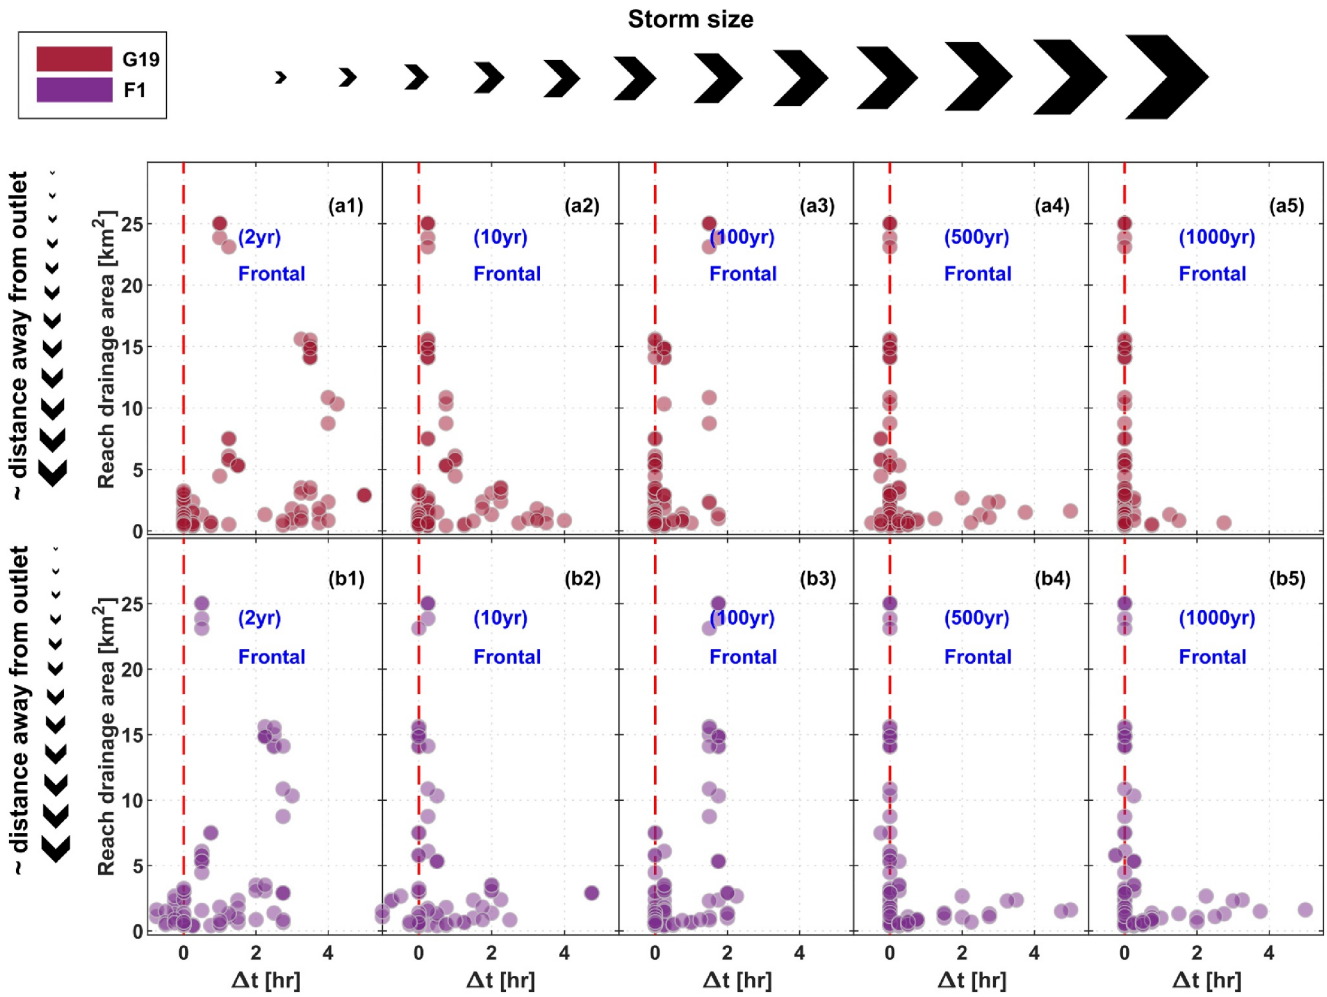 Storm size
G19
F1
~ distance away from outlet
Reach drainage area [km²]
25
20
15
10
5
0
(a1)
(2yr)
Frontal
(a2)
(10yr)
Frontal
(a3)
(100yr)
Frontal
(a4)
(500yr)
Frontal
(a5)
(1000yr)
Frontal
~ distance away from outlet
Reach drainage area [km²]
25
20
15
10
5
0
(b1)
(2yr)
Frontal
(b2)
(10yr)
Frontal
(b3)
(100yr)
Frontal
(b4)
(500yr)
Frontal
(b5)
(1000yr)
Frontal
0 2 4
0 2 4
0 2 4
0 2 4
0 2 4
Δt [hr]
Δt [hr]
Δt [hr]
Δt [hr]
Δt [hr]